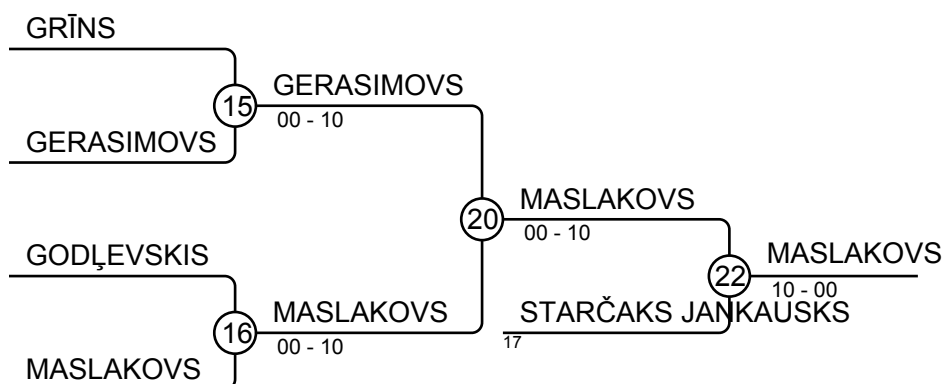 GRĪNS
15
GERASIMOVS
00 - 10
GERASIMOVS
20
MASLAKOVS
00 - 10
GODĻEVSKIS
22
MASLAKOVS
10 - 00
16
MASLAKOVS
00 - 10
STARČAKS JANKAUSKS
17
MASLAKOVS